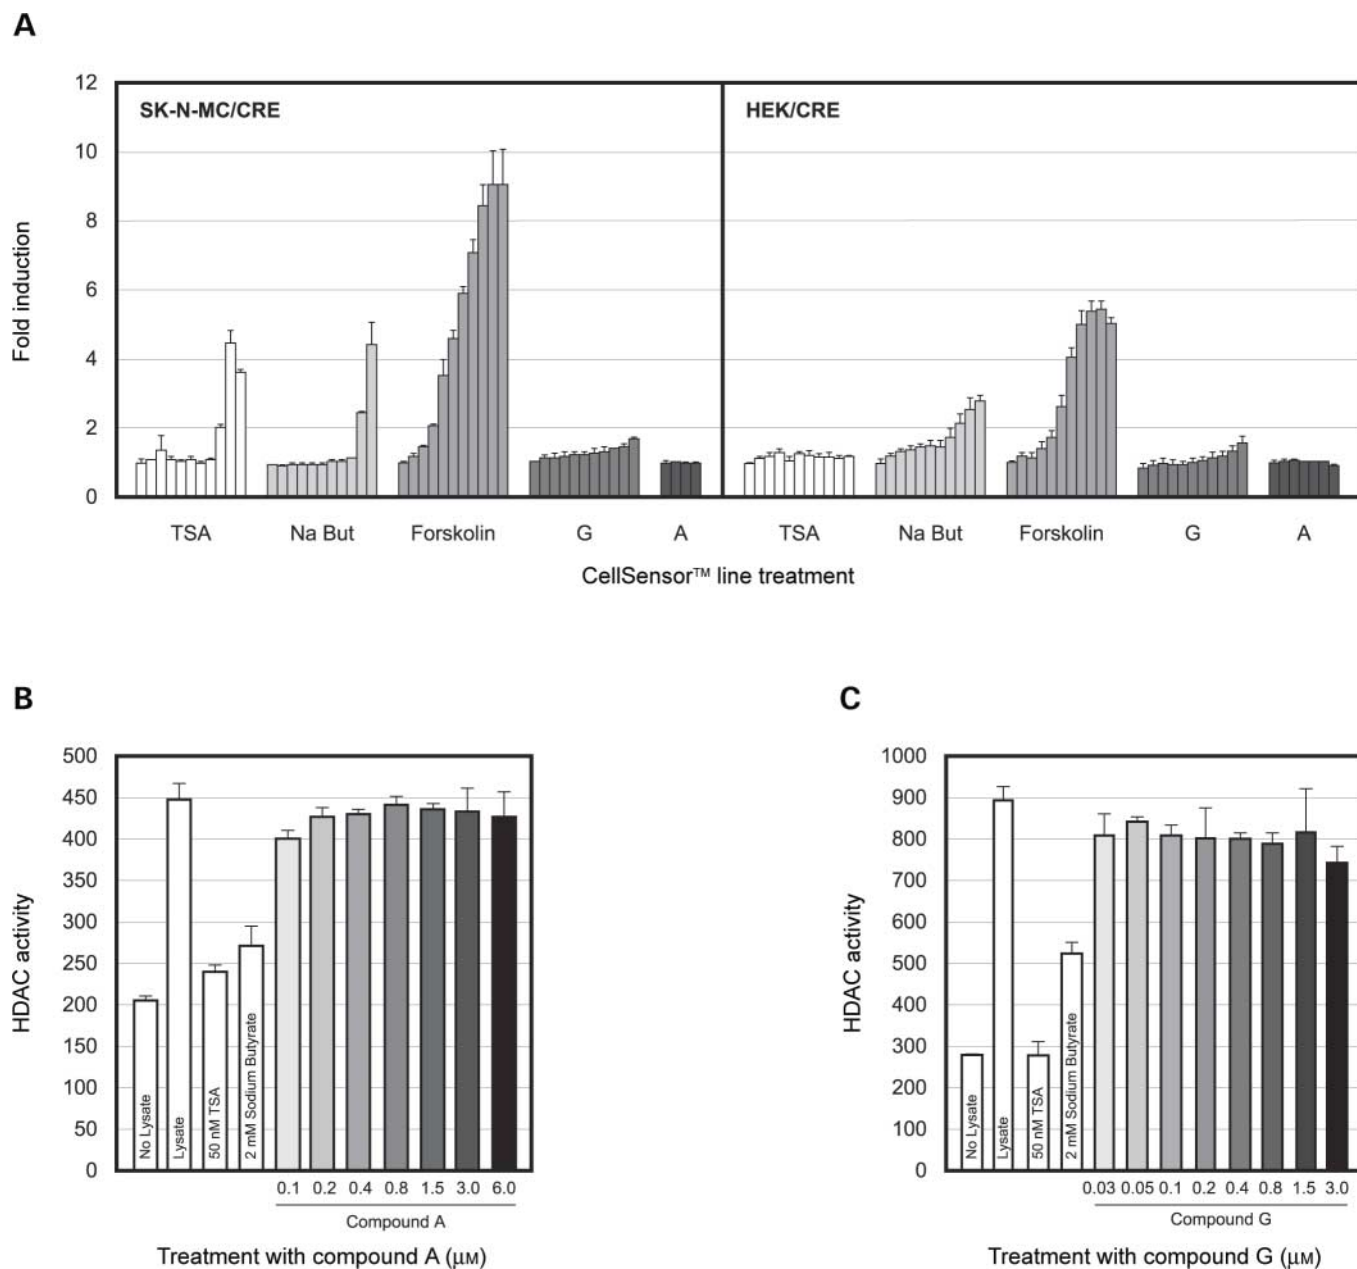 A
12
10
8
6
4
2
0
Fold induction
SK-N-MC/CRE
HEK/CRE
TSA Na But Forskolin G A TSA Na But Forskolin G A
CellSensor™ line treatment
B
500
450
400
350
300
250
200
150
100
50
0
HDAC activity
No Lysate
Lysate
50 nM TSA
2 mM Sodium Butyrate
0.1 0.2 0.4 0.8 1.5 3.0 6.0
Compound A
Treatment with compound A (μM)
C
1000
900
800
700
600
500
400
300
200
100
0
HDAC activity
No Lysate
Lysate
50 nM TSA
2 mM Sodium Butyrate
0.03 0.05 0.1 0.2 0.4 0.8 1.5 3.0
Compound G
Treatment with compound G (μM)